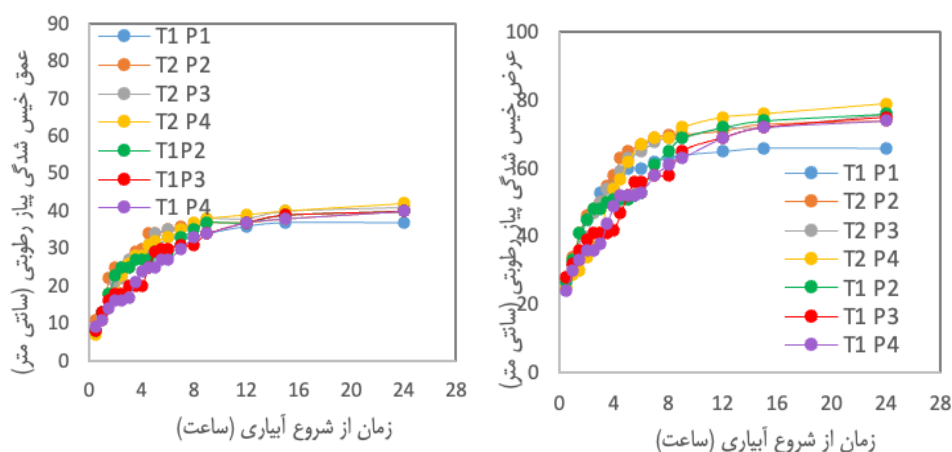 عمق خیس شدگی پیاز رطوبتی (سانتی متر)
90
80
70
60
50
40
30
20
10
0
T1 P1
T2 P2
T2 P3
T2 P4
T1P2
T1P3
T1 P4
0 4 8 12 16 20 24 28
زمان از شروع آبیاری (ساعت)
عرض خیس شدگی پیاز رطوبتی (سانتی متر)
100
80
60
40
20
0
T1 P1
T2 P2
T2 P3
T2 P4
T1 P2
T1 P3
T1 P4
0 4 8 12 16 20 24 28
زمان از شروع آبیاری (ساعت)